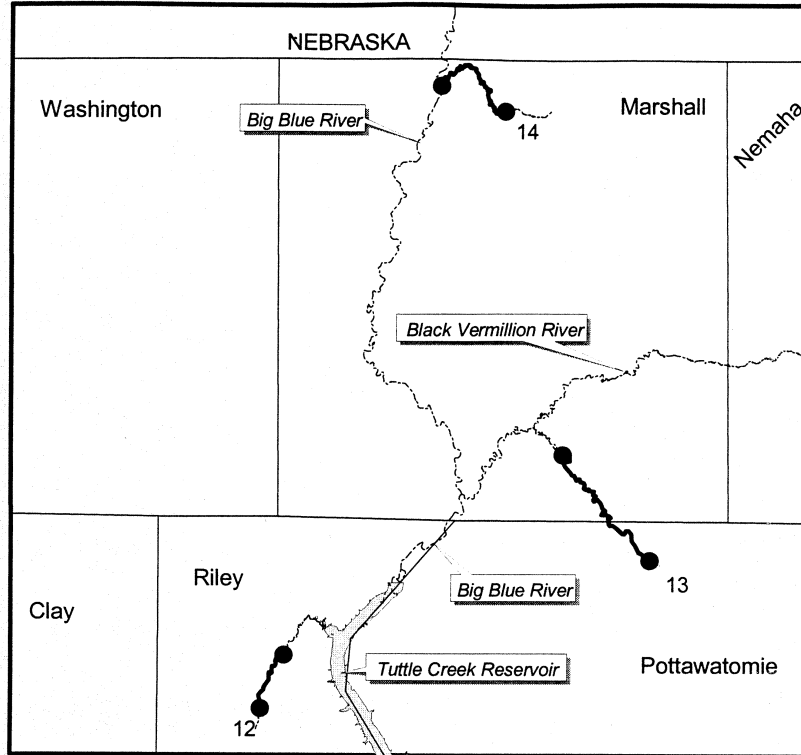 NEBRASKA
Washington
Big Blue River
14
Marshall
Nemaha
Black Vermillion River
Riley
Big Blue River
13
Clay
Tuttle Creek Reservoir
Pottawatomie
12